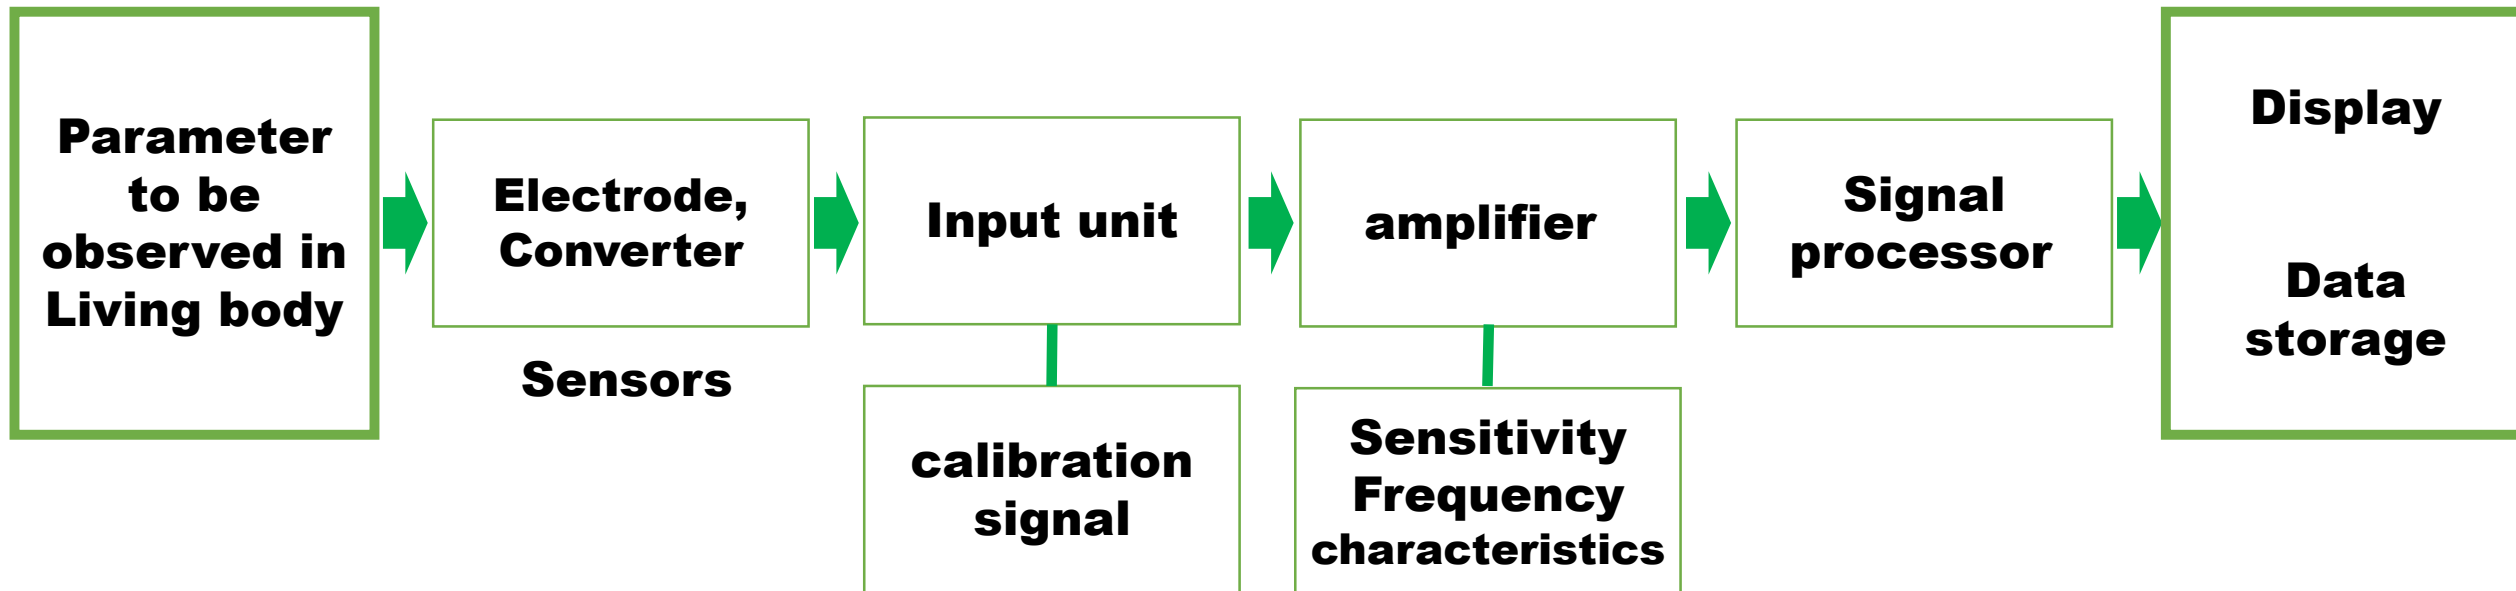 Parameter
to be
observed in
Living body
Electrode,
Converter
Sensors
Input unit
calibration
signal
amplifier
Sensitivity
Frequency
characteristics
Signal
processor
Display
Data
storage